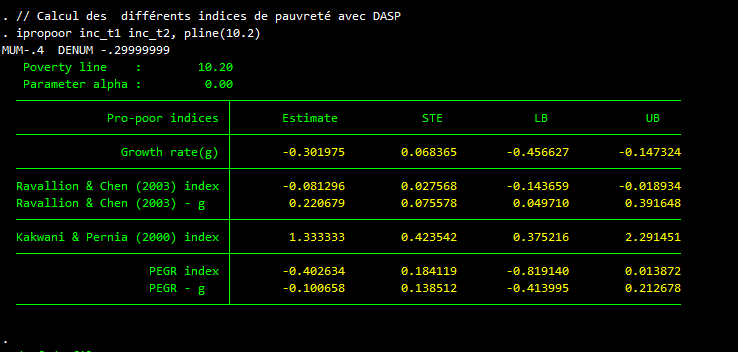 . // Calcul des  différents indices de pauvreté avec DASP
. ipropoor inc_t1 inc_t2, pline(10.2)
MUM-.4  DENUM -.29999999
Poverty line    :        10.20
Parameter alpha :         0.00
Pro-poor indices Estimate STE LB UB
Growth rate(g) -0.301975 0.068365 -0.456627 -0.147324
Ravallion & Chen (2003) index -0.081296 0.027568 -0.143659 -0.018934
Ravallion & Chen (2003) - g 0.220679 0.075578 0.049710 0.391648
Kakwani & Pernia (2000) index 1.333333 0.423542 0.375216 2.291451
PEGR index -0.402634 0.184119 -0.819140 0.013872
PEGR - g -0.100658 0.138512 -0.413995 0.212678
.